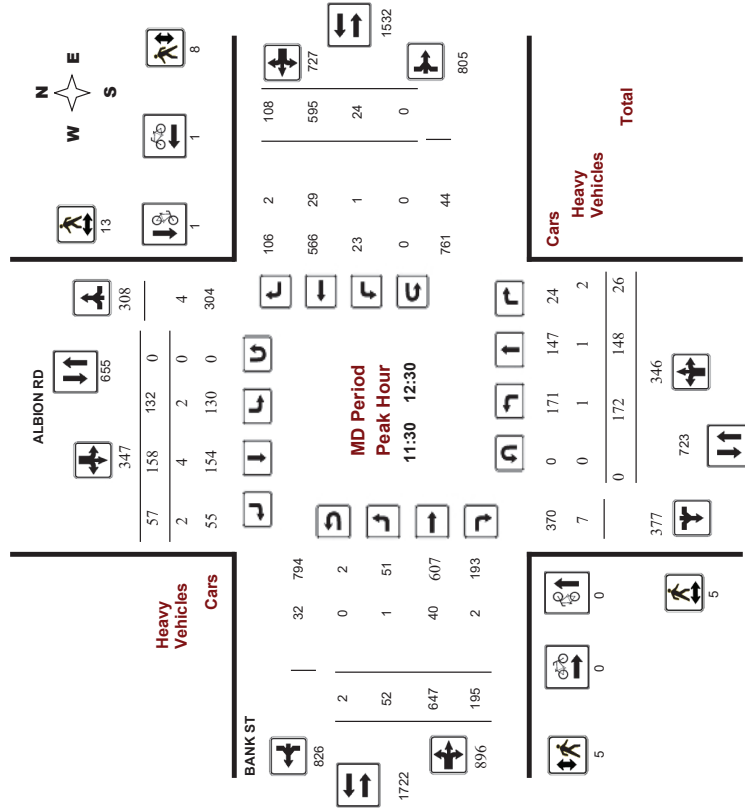 N
W E
S
13
8
1
1
ALBION RD
655
347
308
57 158 132 0
2 4 2 0 4
55 154 130 0 304
Heavy
Vehicles
Cars
1532
727
805
106 2 108
566 29 595
23 1 24
0 0 0
761 44
MD Period
Peak Hour
11:30 12:30
BANK ST
826
1722
896
32 794
2 0 2
52 1 51
647 40 607
195 2 193
Cars
Heavy
Vehicles
Total
370 0 171 147 24
7 0 1 1 2
0 172 148 26
377
723
346
0
0
5
5